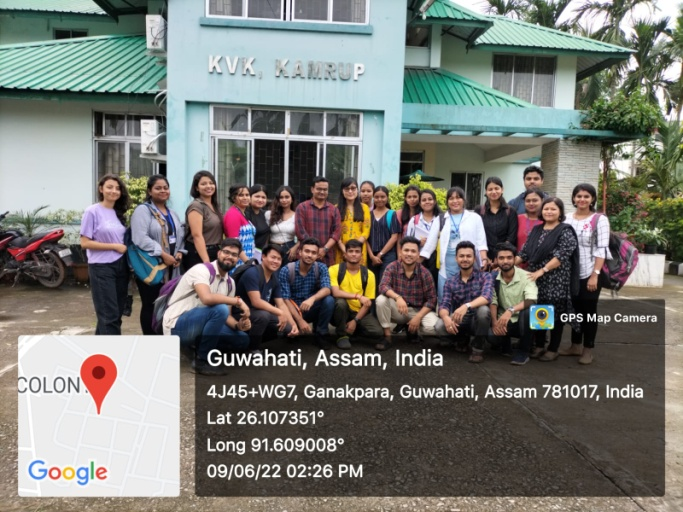 KVK, KAMRUP
GPS Map Camera
COLON
Google
Guwahati, Assam, India
4J45+WG7, Ganakpara, Guwahati, Assam 781017, India
Lat 26.107351°
Long 91.609008°
09/06/22 02:26 PM